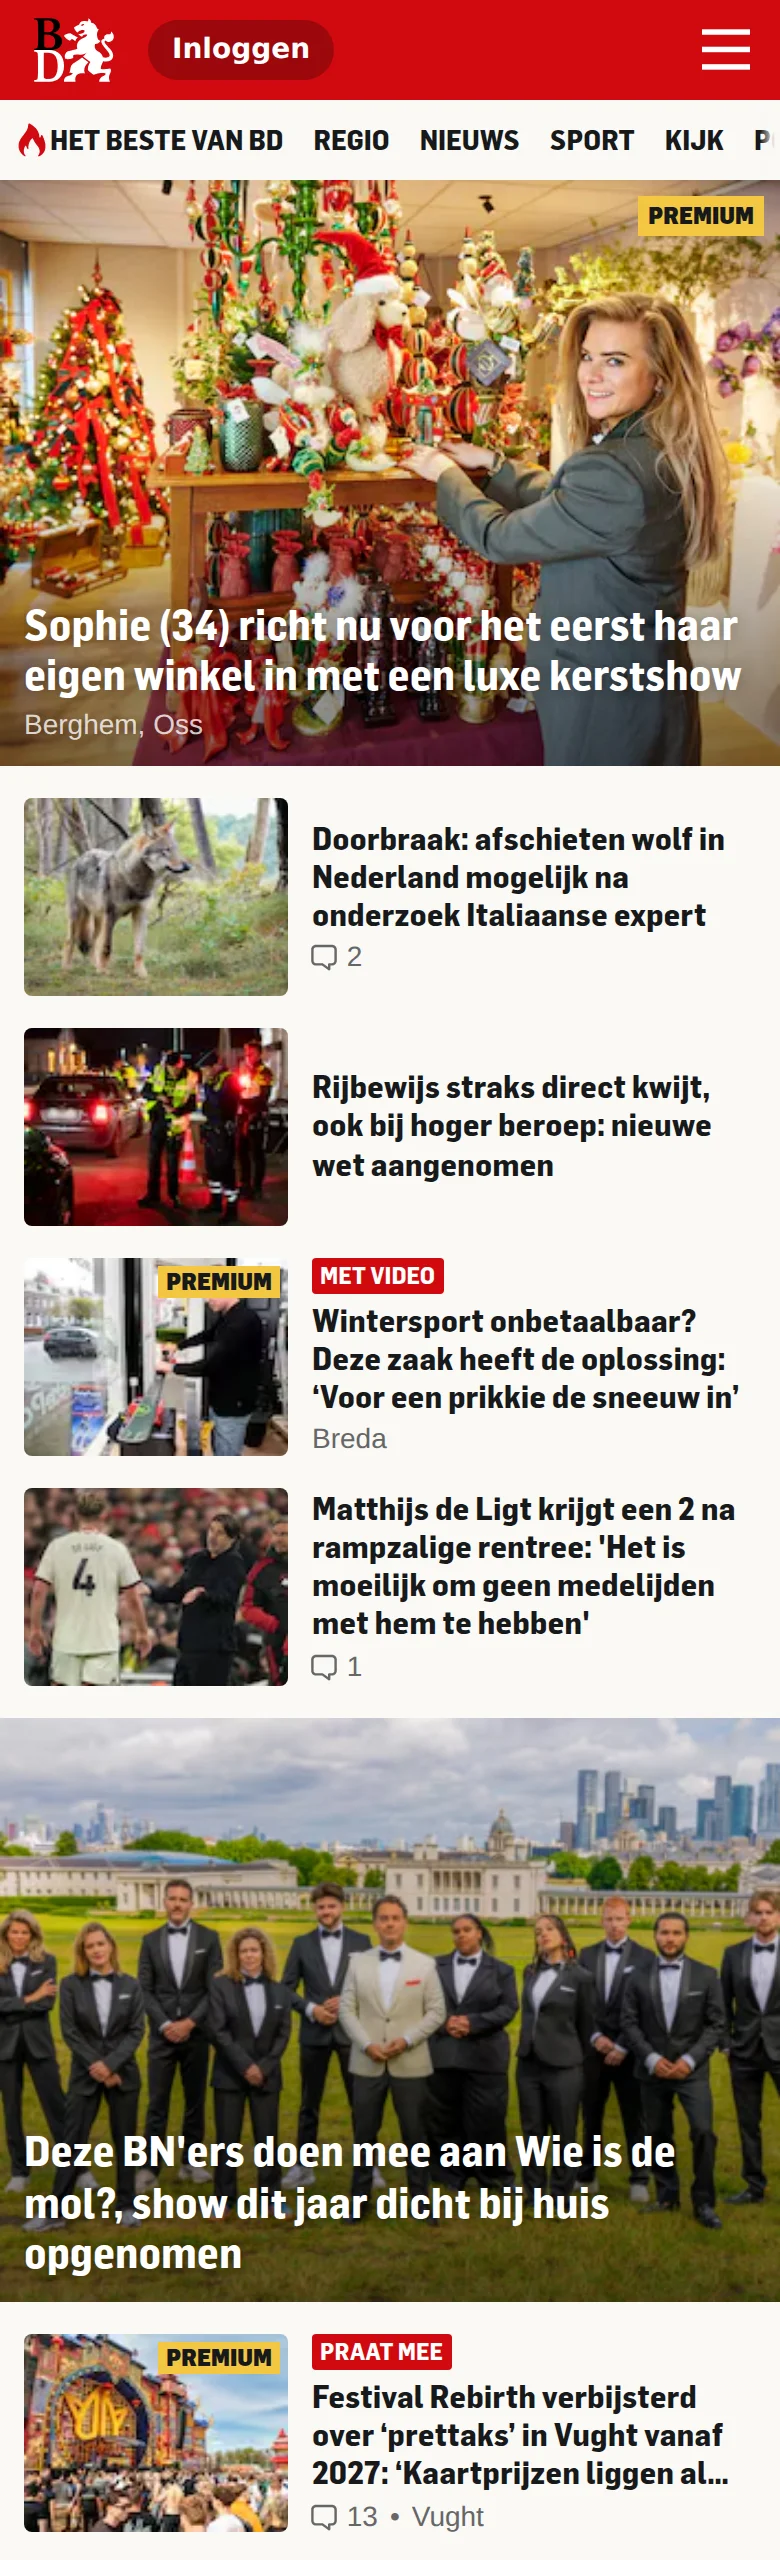 BD
Inloggen
HET BESTE VAN BD REGIO NIEUWS SPORT KIJK
PREMIUM
Sophie (34) richt nu voor het eerst haar
eigen winkel in met een luxe kerstshow
Berghem, Oss
Doorbraak: afschieten wolf in
Nederland mogelijk na
onderzoek Italiaanse expert
2
Rijbewijs straks direct kwijt,
ook bij hoger beroep: nieuwe
wet aangenomen
PREMIUM
MET VIDEO
Wintersport onbetaalbaar?
Deze zaak heeft de oplossing:
‘Voor een prikkie de sneeuw in’
Breda
4
Matthijs de Ligt krijgt een 2 na
rampzalige rentree: 'Het is
moeilijk om geen medelijden
met hem te hebben'
1
Deze BN'ers doen mee aan Wie is de
mol?, show dit jaar dicht bij huis
opgenomen
PREMIUM
PRAAT MEE
Festival Rebirth verbijsterd
over ‘prettaks’ in Vught vanaf
2027: ‘Kaartprijzen liggen al...
13 • Vught